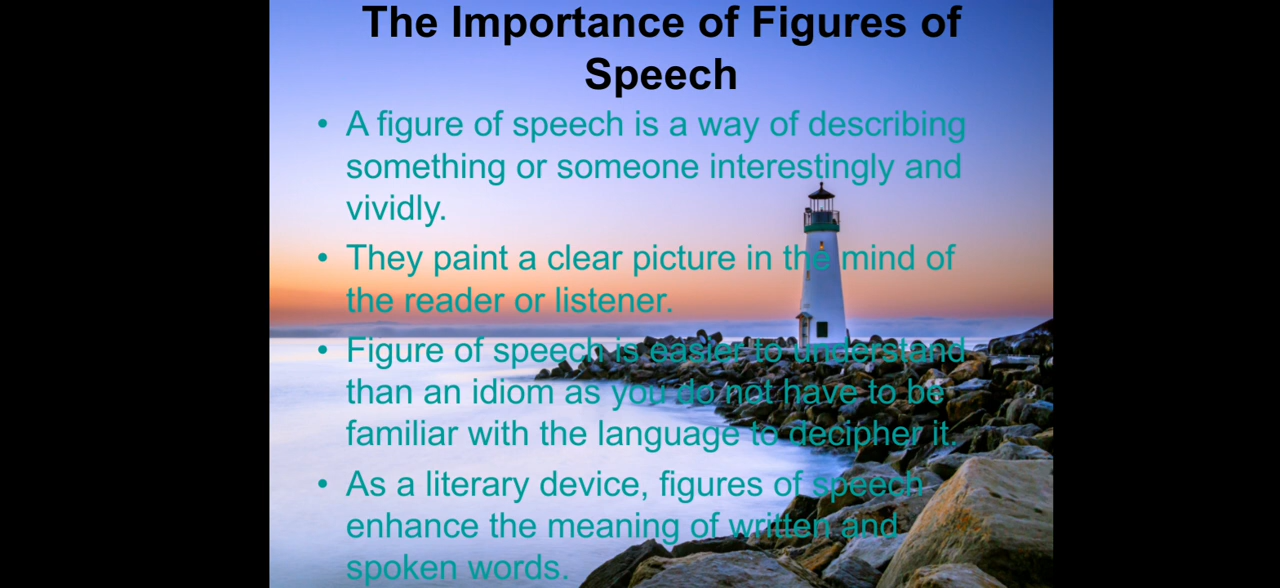 The Importance of Figures of
Speech
• A figure of speech is a way of describing
something or someone interestingly and
vividly.
• They paint a clear picture in the mind of
the reader or listener.
• Figure of speech is easier to understand
than an idiom as you do not have to be
familiar with the language to decipher it.
• As a literary device, figures of speech
enhance the meaning of written and
spoken words.